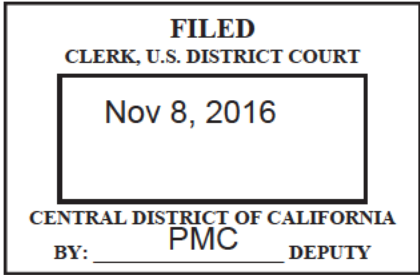 FILED
CLERK, U.S. DISTRICT COURT
Nov 8, 2016
CENTRAL DISTRICT OF CALIFORNIA
BY: PMC DEPUTY